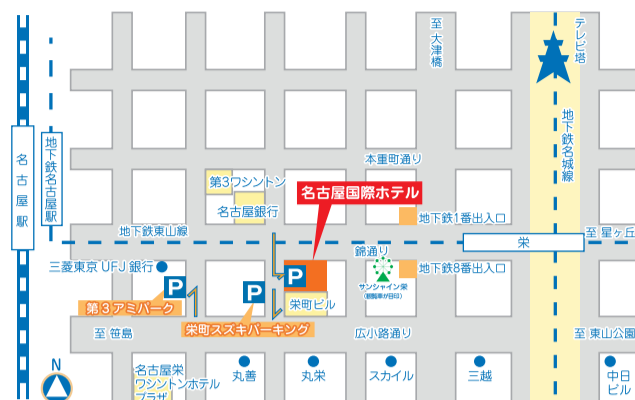 至大津橋
テレビ塔
地下鉄名城線
名古屋駅
地下鉄名古屋駅
本重町通り
第3ワシントン
名古屋国際ホテル
名古屋銀行
地下鉄1番出入口
地下鉄東山線
錦通り
栄
至 星ヶ丘
三菱東京UFJ銀行
P
P
P
サンシャイン栄
(観覧車が目印)
地下鉄8番出入口
第3アミパーク
栄町ビル
栄町スズキパーキング
至 笹島
広小路通り
至 東山公園
N
名古屋栄
ワシントンホテル
プラザ
丸善
丸栄
スカイル
三越
中日
ビル